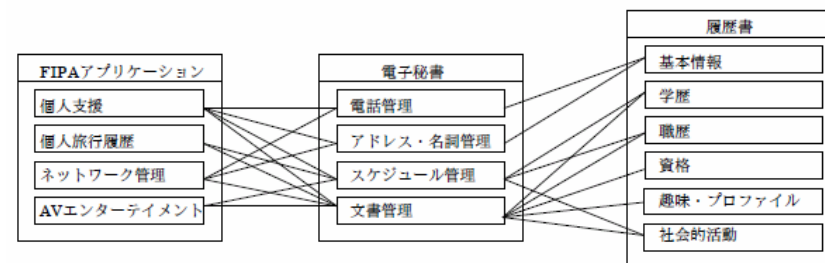 FIPAアプリケーション
個人支援
個人旅行履歴
ネットワーク管理
AVエンターテイメント
電子秘書
電話管理
アドレス・名詞管理
スケジュール管理
文書管理
履歴書
基本情報
学歴
職歴
資格
趣味・プロファイル
社会的活動